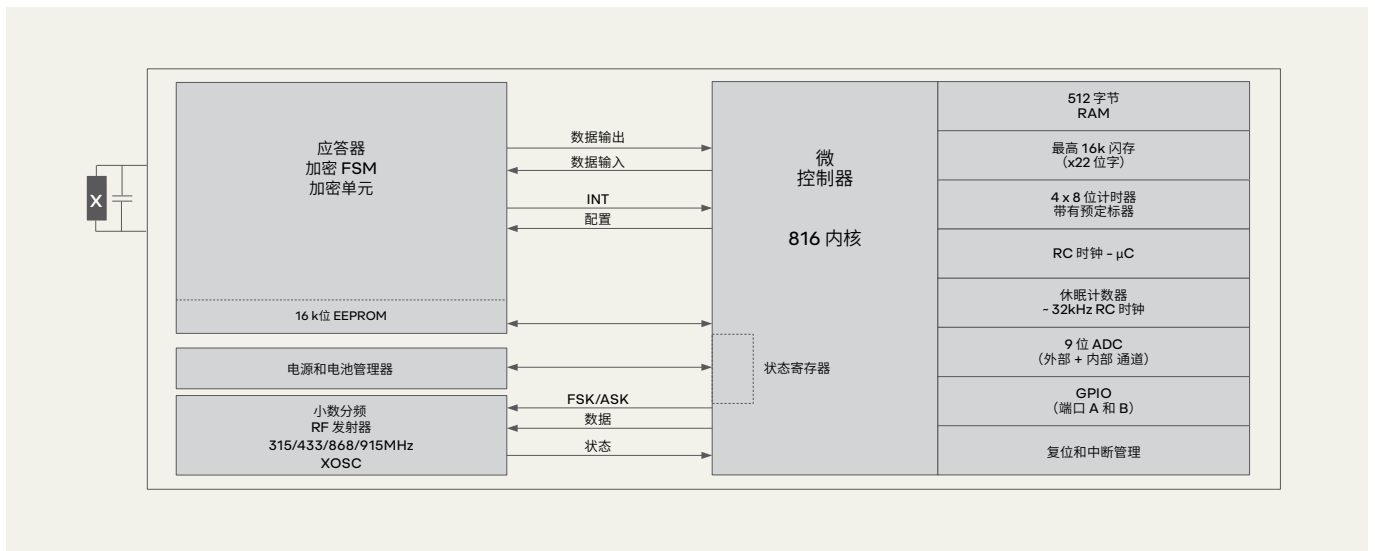 X
应答器
加密 FSM
加密单元
16 k位 EEPROM
电源和电池管理器
小数分频
RF 发射器
315/433/868/915MHz
XOSC
数据输出
数据输入
INT
配置
FSK/ASK
数据
状态
微
控制器
816 内核
状态寄存器
512 字节
RAM
最高 16k 闪存
(x22 位字)
4 x 8 位计时器
带有预定标器
RC 时钟 – µC
休眠计数器
~ 32kHz RC 时钟
9 位 ADC
(外部 + 内部 通道)
GPIO
(端口 A 和 B)
复位和中断管理